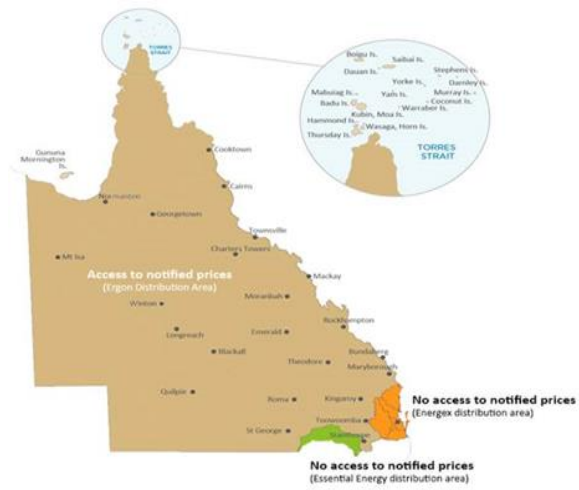 TORRES
STRAIT
Boigu Is.
Saibai Is.
Dauan Is.
Stephens Is.
Yorke Is.
Darnley Is.
Mabuiag Is.
Yam Is.
Murray Is.
Badu Is.
Coconut Is.
Warraber Is.
Kubin, Moa Is.
Hammond Is.
Wasaga, Horn Is.
Thursday Is.
TORRES
STRAIT
Gununa
Mornington
Is.
Cooktown
Cairns
Normanton
Georgetown
Townsville
Charters Towers
Mt Isa
Access to notified prices
(Ergon Distribution Area)
Mackay
Moranbah
Winton
Rockhampton
Longreach
Emerald
Blackall
Bundaberg
Theodore
Maryborough
Quilpie
Roma
Kingaroy
No access to notified prices
(Energex distribution area)
Toowoomba
St George
Stanthorpe
No access to notified prices
(Essential Energy distribution area)